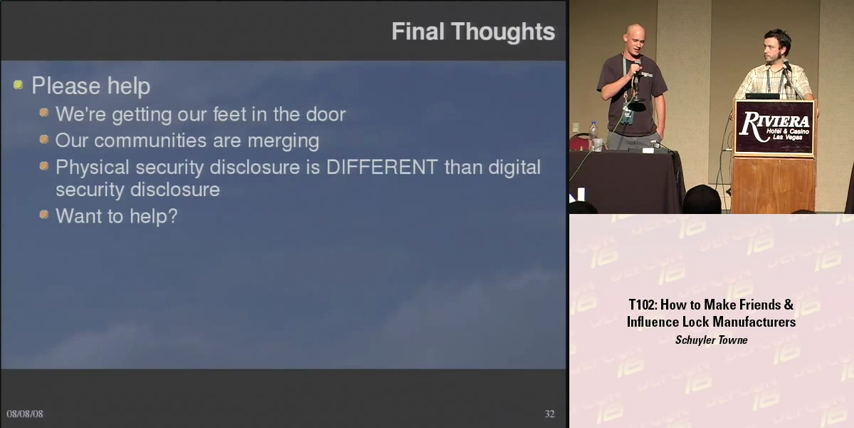 Final Thoughts
Please help
We're getting our feet in the door
Our communities are merging
Physical security disclosure is DIFFERENT than digital
security disclosure
Want to help?
08/08/08
32
RIVIERA
Hotel & Casino
Las Vegas
T102: How to Make Friends &
Influence Lock Manufacturers
Schuyler Towne